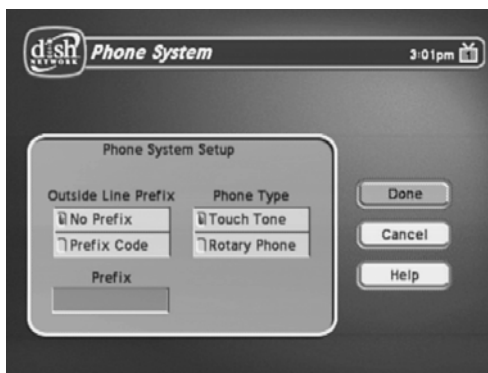 dish
NETWORK
Phone System
3:01pm
1
Phone System Setup
Outside Line Prefix
Phone Type
No Prefix
Touch Tone
Prefix Code
Rotary Phone
Prefix
Done
Cancel
Help